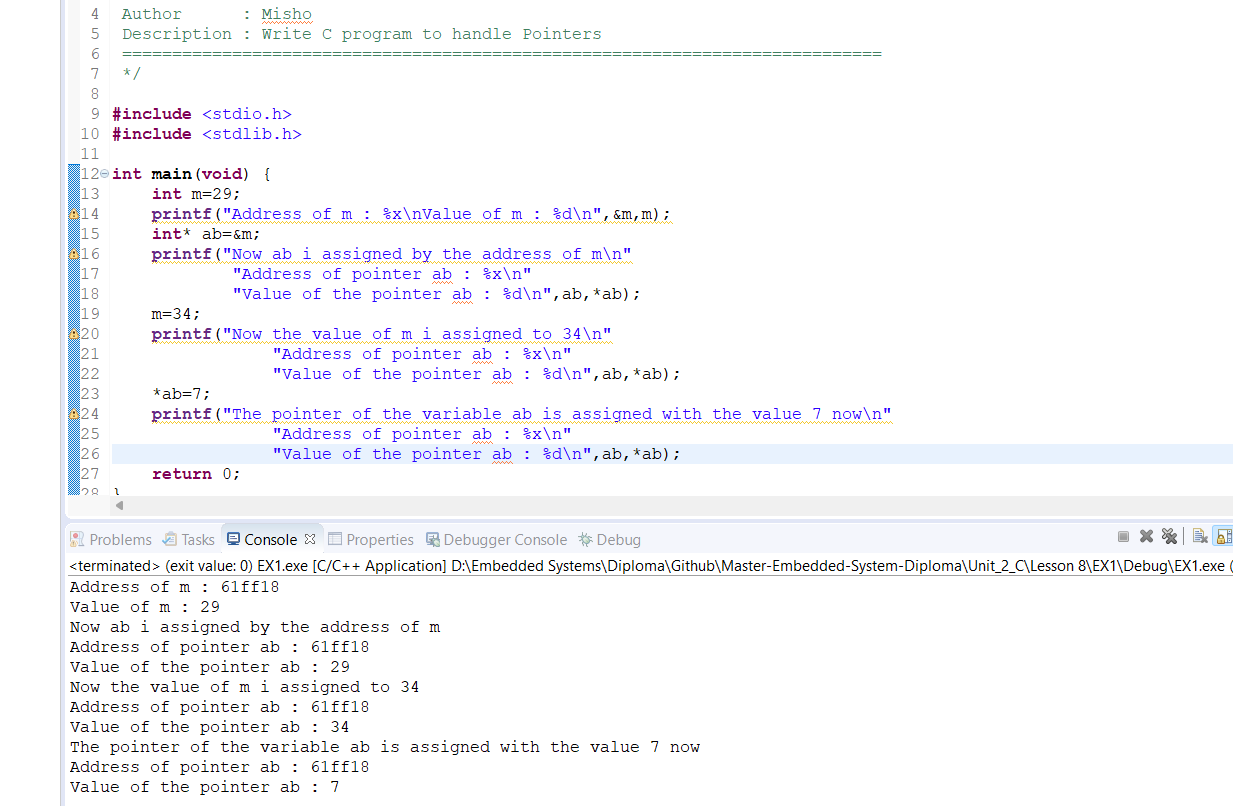 4 Author      : Misho
5 Description : Write C program to handle Pointers
6 ============================================================================
7 */
8
9 #include <stdio.h>
10 #include <stdlib.h>
11
12 int main(void) {
13     int m=29;
14     printf("Address of m : %x\nValue of m : %d\n",&m,m);
15     int* ab=&m;
16     printf("Now ab i assigned by the address of m\n"
17             "Address of pointer ab : %x\n"
18             "Value of the pointer ab : %d\n",ab,*ab);
19     m=34;
20     printf("Now the value of m i assigned to 34\n"
21                 "Address of pointer ab : %x\n"
22                 "Value of the pointer ab : %d\n",ab,*ab);
23     *ab=7;
24     printf("The pointer of the variable ab is assigned with the value 7 now\n"
25                 "Address of pointer ab : %x\n"
26                 "Value of the pointer ab : %d\n",ab,*ab);
27     return 0;
28 }
Problems Tasks Console Properties Debugger Console Debug
<terminated> (exit value: 0) EX1.exe [C/C++ Application] D:\Embedded Systems\Diploma\Github\Master-Embedded-System-Diploma\Unit_2_C\Lesson 8\EX1\Debug\EX1.exe (
Address of m : 61ff18
Value of m : 29
Now ab i assigned by the address of m
Address of pointer ab : 61ff18
Value of the pointer ab : 29
Now the value of m i assigned to 34
Address of pointer ab : 61ff18
Value of the pointer ab : 34
The pointer of the variable ab is assigned with the value 7 now
Address of pointer ab : 61ff18
Value of the pointer ab : 7